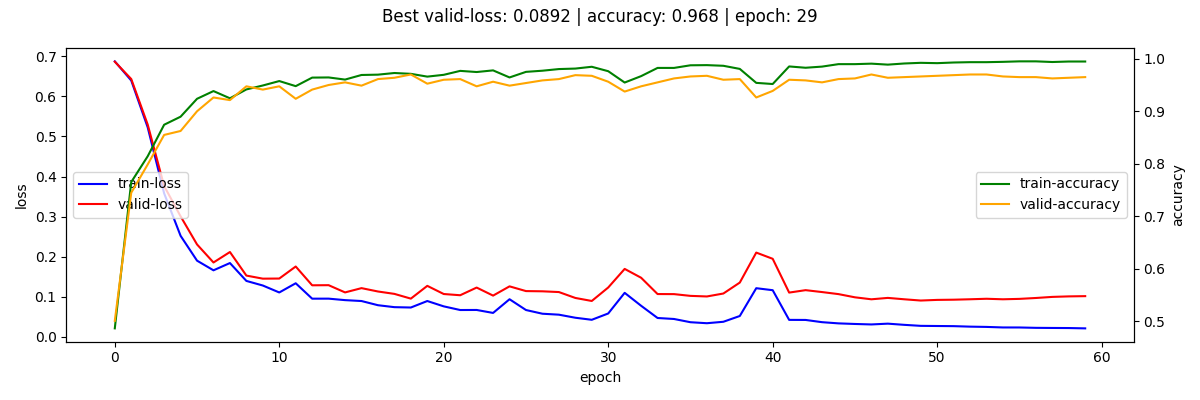 Best valid-loss: 0.0892 | accuracy: 0.968 | epoch: 29
0.7
0.6
0.5
0.4
0.3
0.2
0.1
0.0
loss
train-loss
valid-loss
train-accuracy
valid-accuracy
1.0
0.9
0.8
0.7
0.6
0.5
accuracy
0 10 20 30 40 50 60
epoch